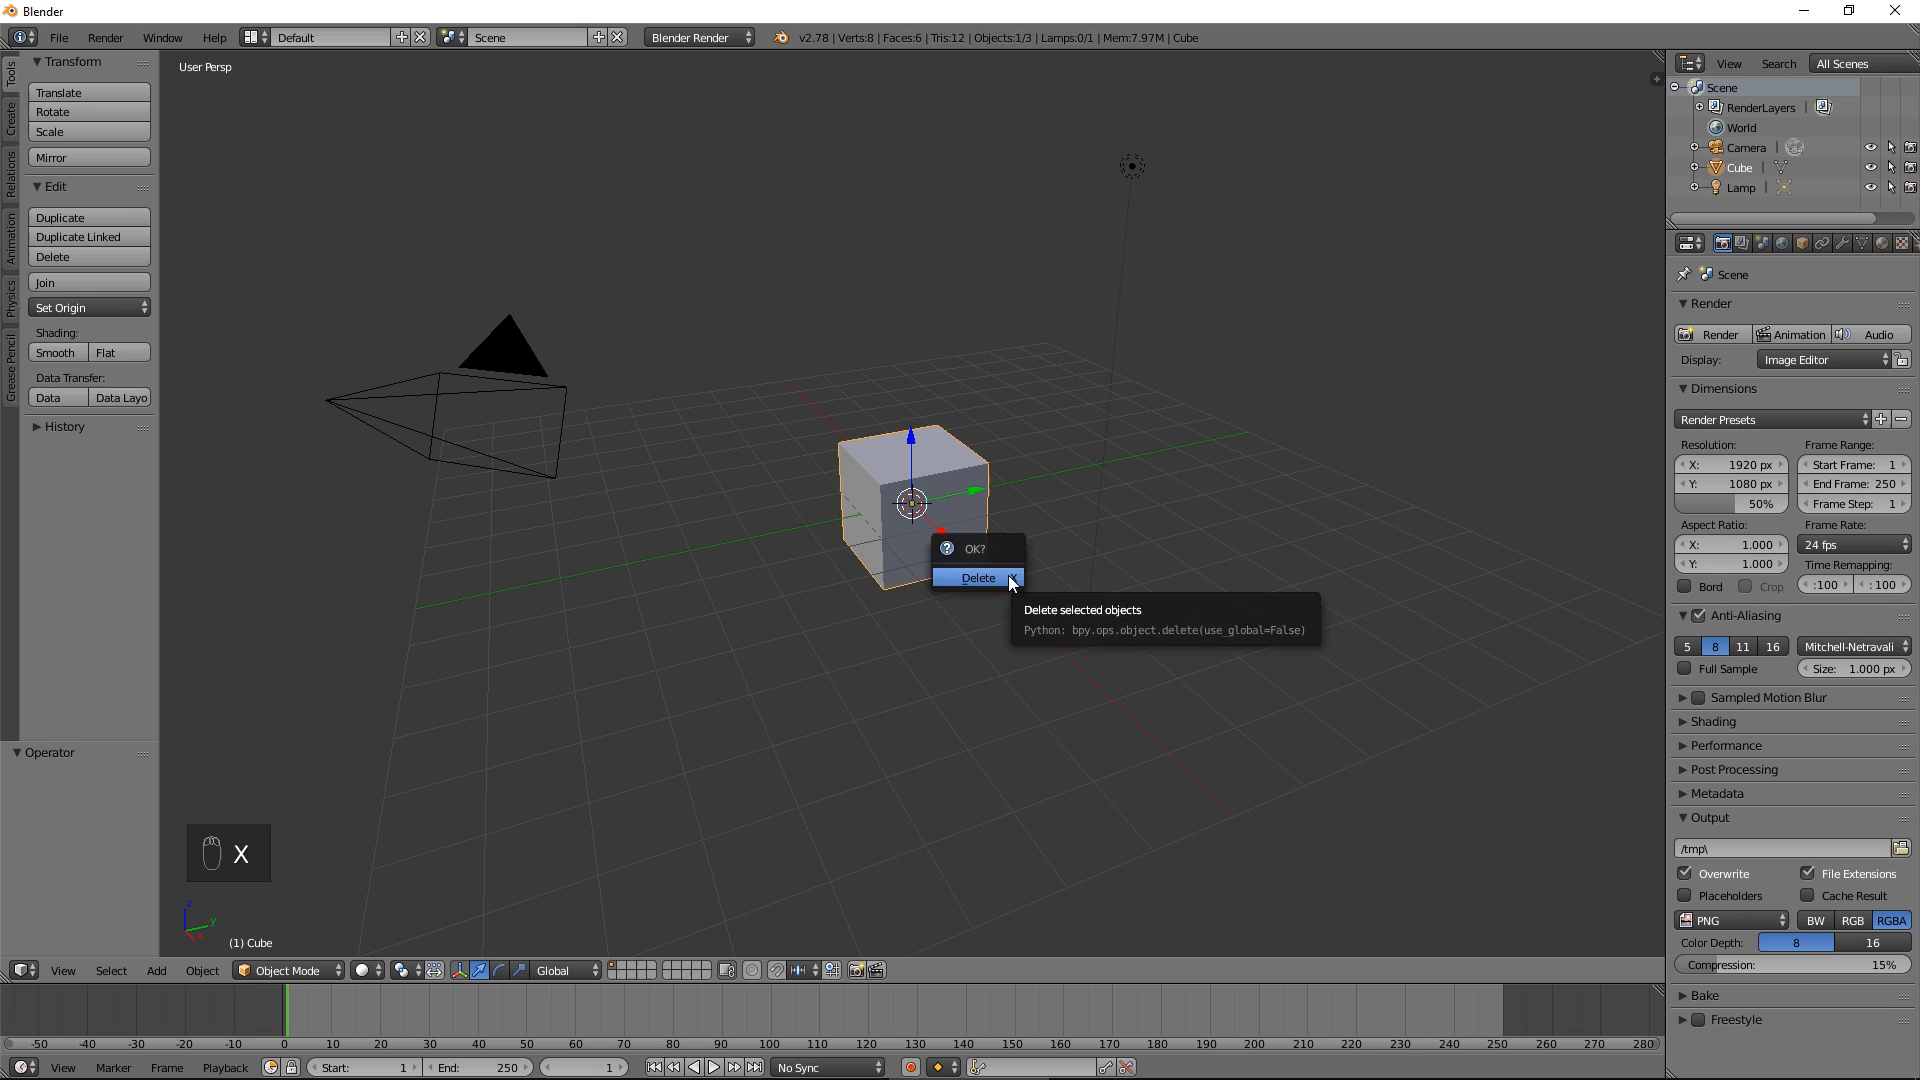 Blender
File Render Window Help Default Scene Blender Render v2.78 | Verts:8 | Faces:6 | Tris:12 | Objects:1/3 | Lamps:0/1 | Mem:7.97M | Cube
Tools
Create
Relations
Animation
Physics
Grease Pencil
Transform
Translate
Rotate
Scale
Mirror
Edit
Duplicate
Duplicate Linked
Delete
Join
Set Origin
Shading:
Smooth Flat
Data Transfer:
Data Data Layo
History
Operator
User Persp
OK?
Delete X
Delete selected objects
Python: bpy.ops.object.delete(use_global=False)
X
z
y
x
(1) Cube
View Select Add Object Object Mode Global
-50 -40 -30 -20 -10 0 10 20 30 40 50 60 70 80 90 100 110 120 130 140 150 160 170 180 190 200 210 220 230 240 250 260 270 280
View Marker Frame Playback Start: 1 End: 250 1 No Sync
View Search All Scenes
Scene
RenderLayers |
World
Camera |
Cube |
Lamp |
Scene
Render
Render Animation Audio
Display: Image Editor
Dimensions
Render Presets
Resolution: Frame Range:
X: 1920 px Start Frame: 1
Y: 1080 px End Frame: 250
50% Frame Step: 1
Aspect Ratio: Frame Rate:
X: 1.000 24 fps
Y: 1.000 Time Remapping:
Bord Crop :100 : 100
Anti-Aliasing
5 8 11 16 Mitchell-Netravali
Full Sample Size: 1.000 px
Sampled Motion Blur
Shading
Performance
Post Processing
Metadata
Output
/tmp\
Overwrite File Extensions
Placeholders Cache Result
PNG BW RGB RGBA
Color Depth: 8 16
Compression: 15%
Bake
Freestyle